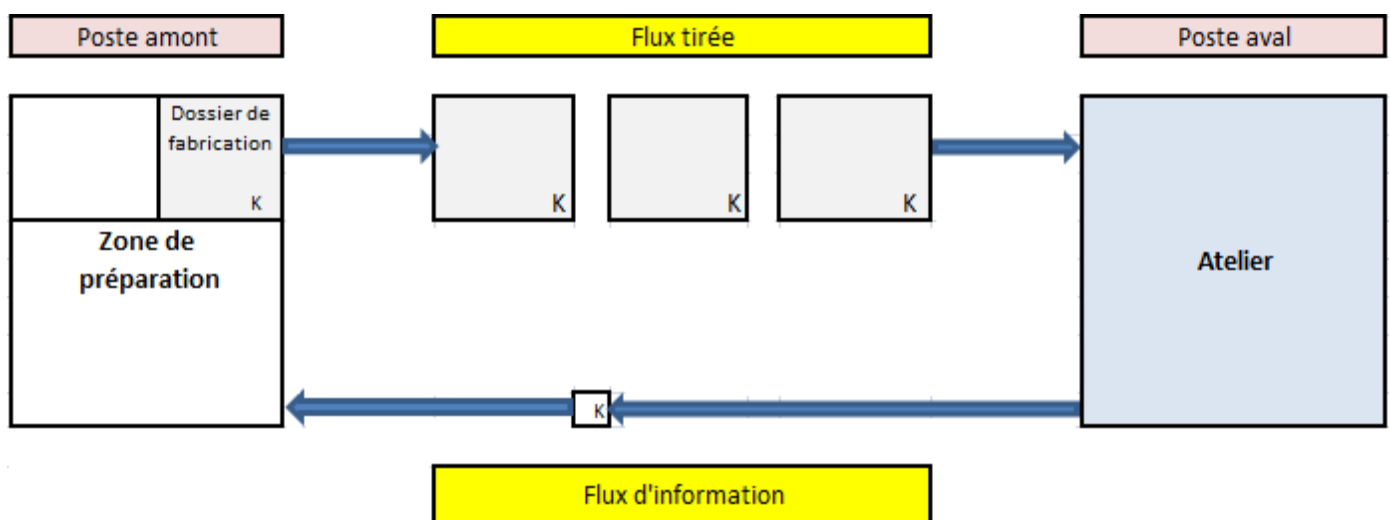 Poste amont
Flux tirée
Poste aval
Dossier de
fabrication
K
K
K
K
Zone de
préparation
Atelier
K
Flux d'information